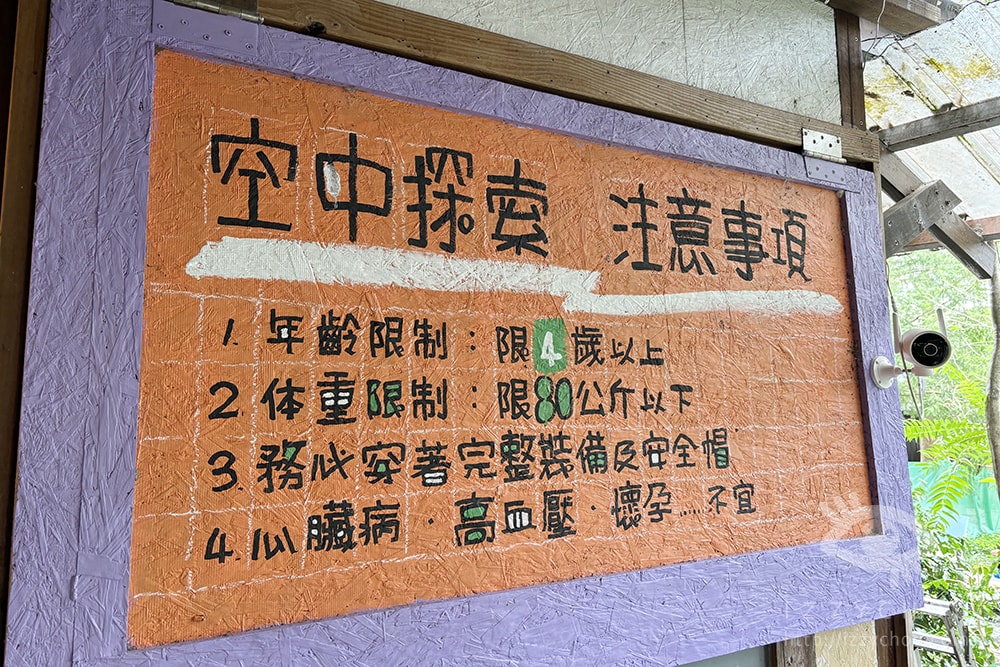 空中探索 注意事項
1. 年齡限制：限4歲以上
2. 体重限制：限80公斤以下
3. 務必穿著完整裝備及安全帽
4. 心臟病．高血壓．懷孕......不宜